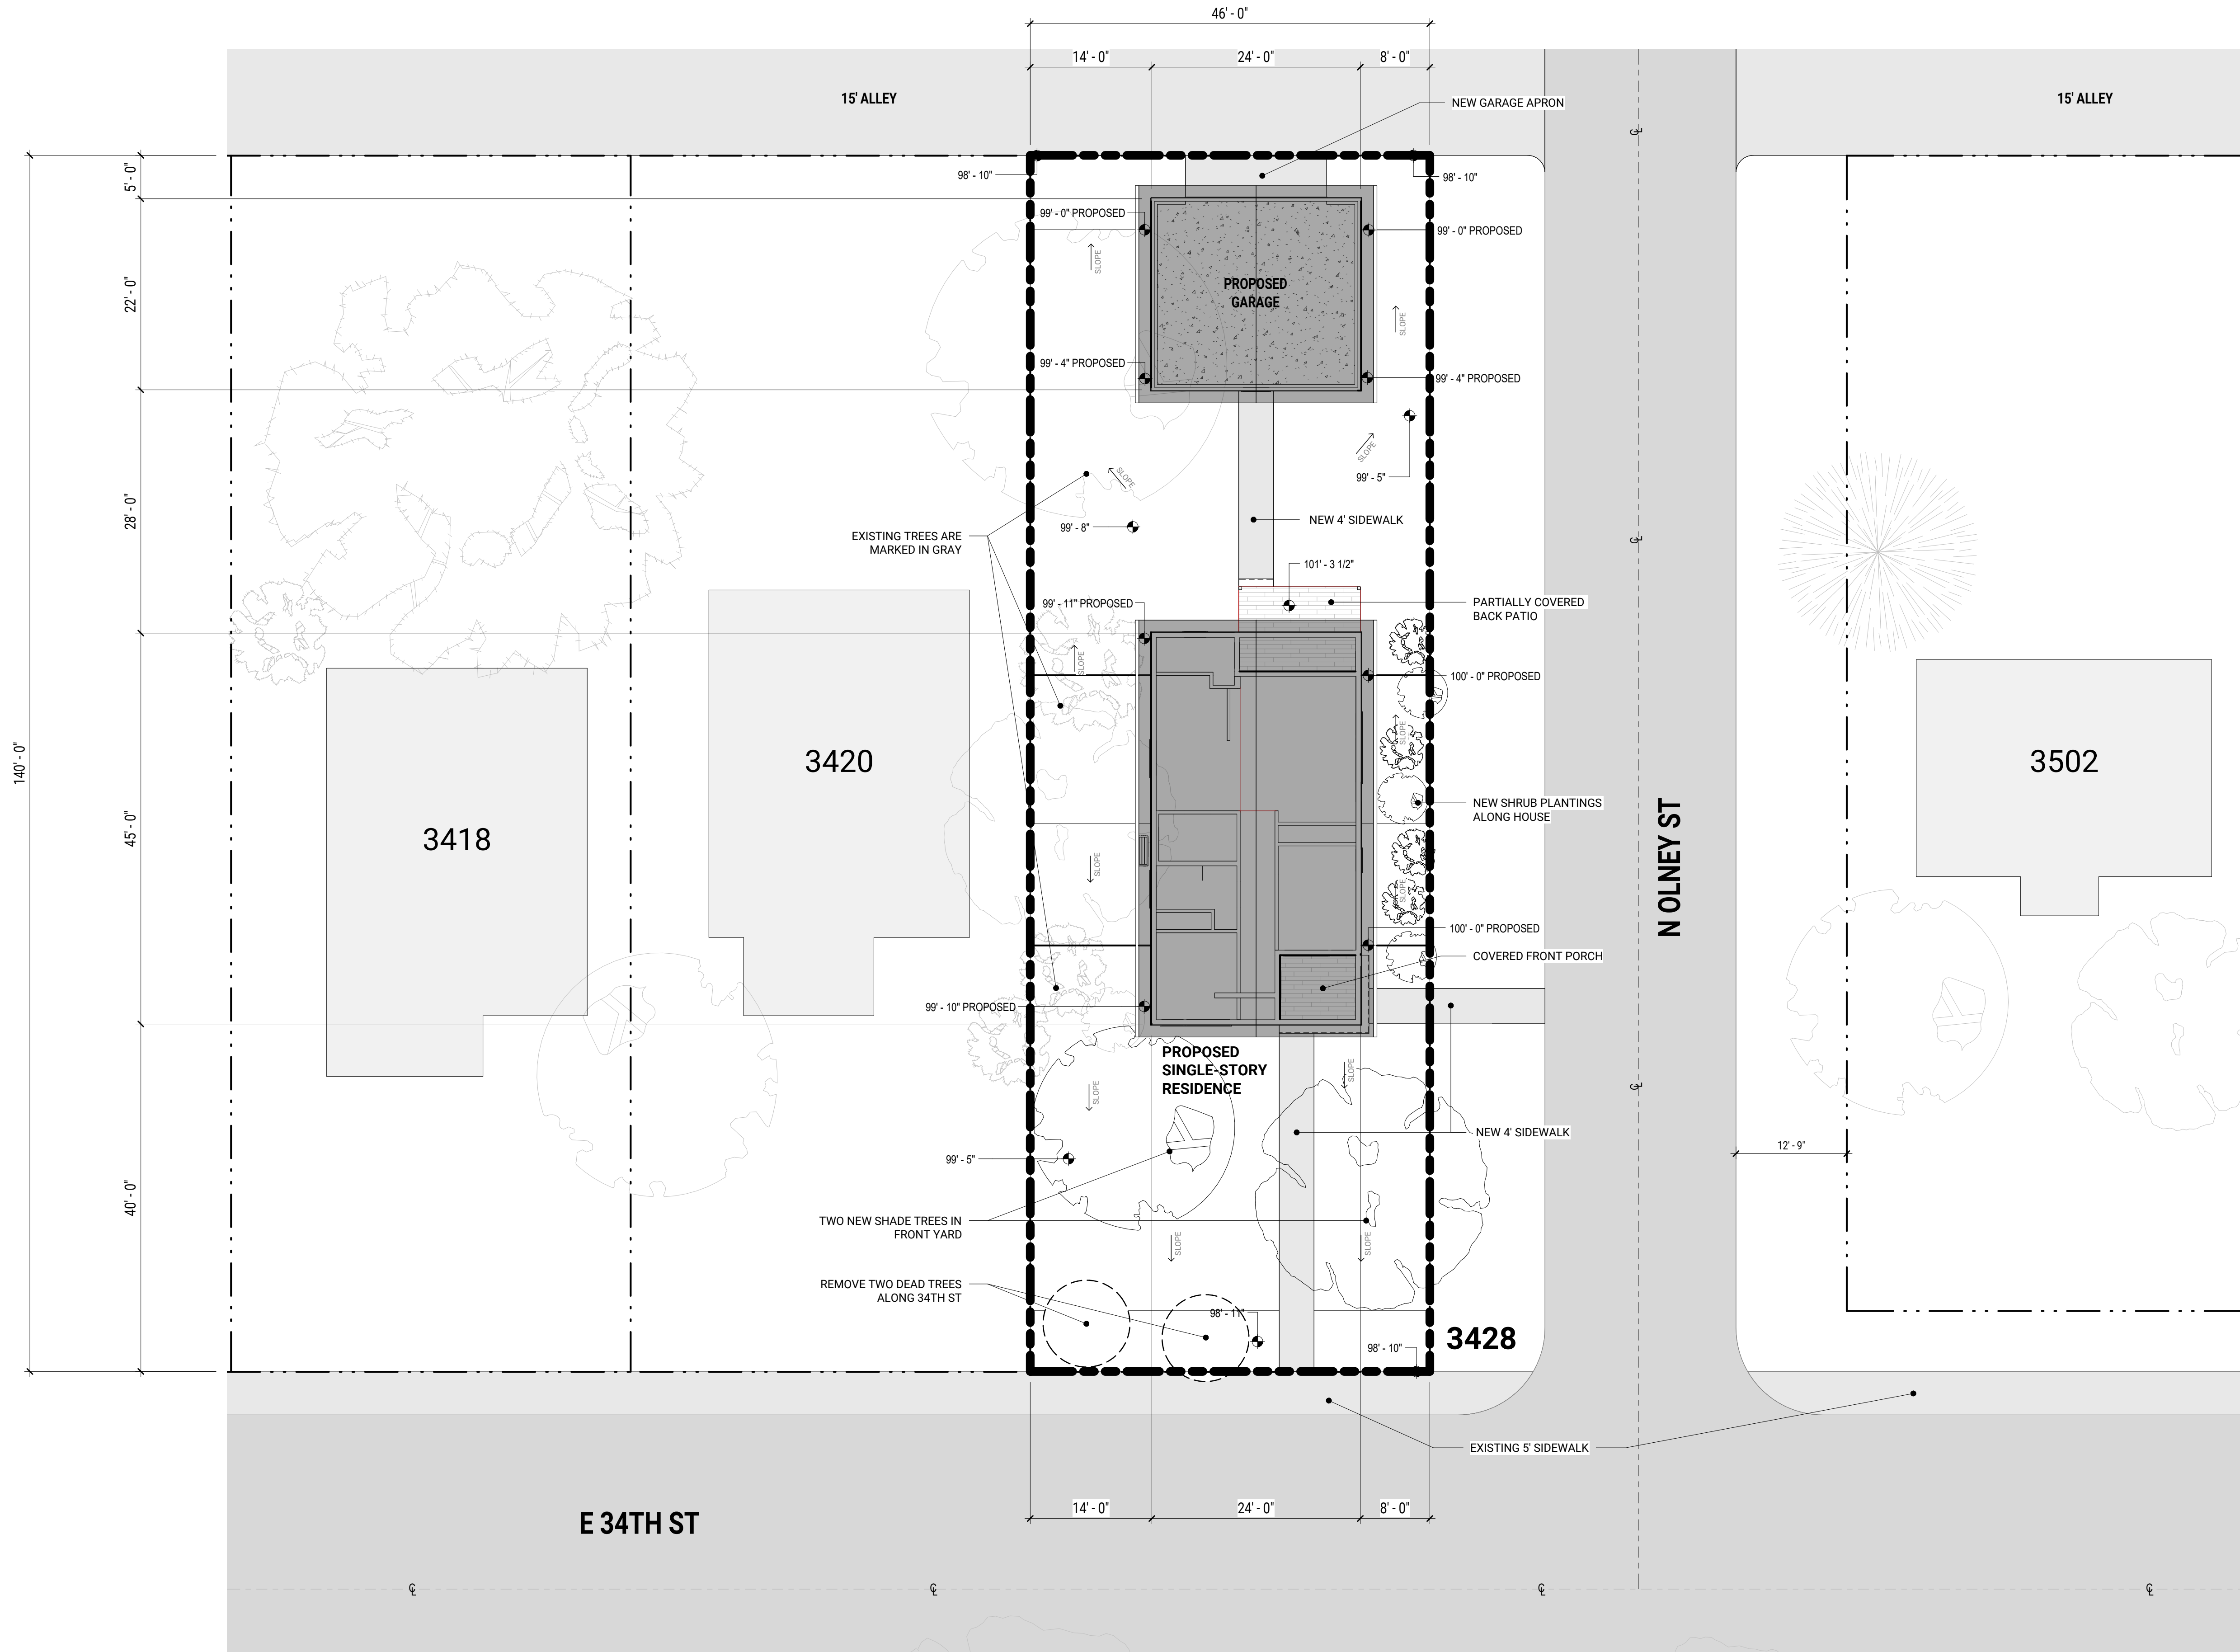 46' - 0"
14' - 0"
24' - 0"
8' - 0"
15' ALLEY
NEW GARAGE APRON
15' ALLEY
5' - 0"
98' - 10"
98' - 10"
99' - 0" PROPOSED
99' - 0" PROPOSED
SLOPE
22' - 0"
PROPOSED
GARAGE
SLOPE
99' - 4" PROPOSED
99' - 4" PROPOSED
SLOPE
SLOPE
99' - 5"
28' - 0"
99' - 8"
NEW 4' SIDEWALK
EXISTING TREES ARE
MARKED IN GRAY
101' - 3 1/2"
99' - 11" PROPOSED
PARTIALLY COVERED
BACK PATIO
SLOPE
100' - 0" PROPOSED
SLOPE
140' - 0"
3420
3502
NEW SHRUB PLANTINGS
ALONG HOUSE
45' - 0"
3418
SLOPE
N OLNEY ST
SLOPE
100' - 0" PROPOSED
COVERED FRONT PORCH
99' - 10" PROPOSED
PROPOSED
SINGLE-STORY
RESIDENCE
SLOPE
SLOPE
NEW 4' SIDEWALK
12' - 9"
99' - 5"
40' - 0"
TWO NEW SHADE TREES IN
FRONT YARD
SLOPE
SLOPE
REMOVE TWO DEAD TREES
ALONG 34TH ST
98' - 11"
3428
98' - 10"
EXISTING 5' SIDEWALK
14' - 0"
24' - 0"
8' - 0"
E 34TH ST